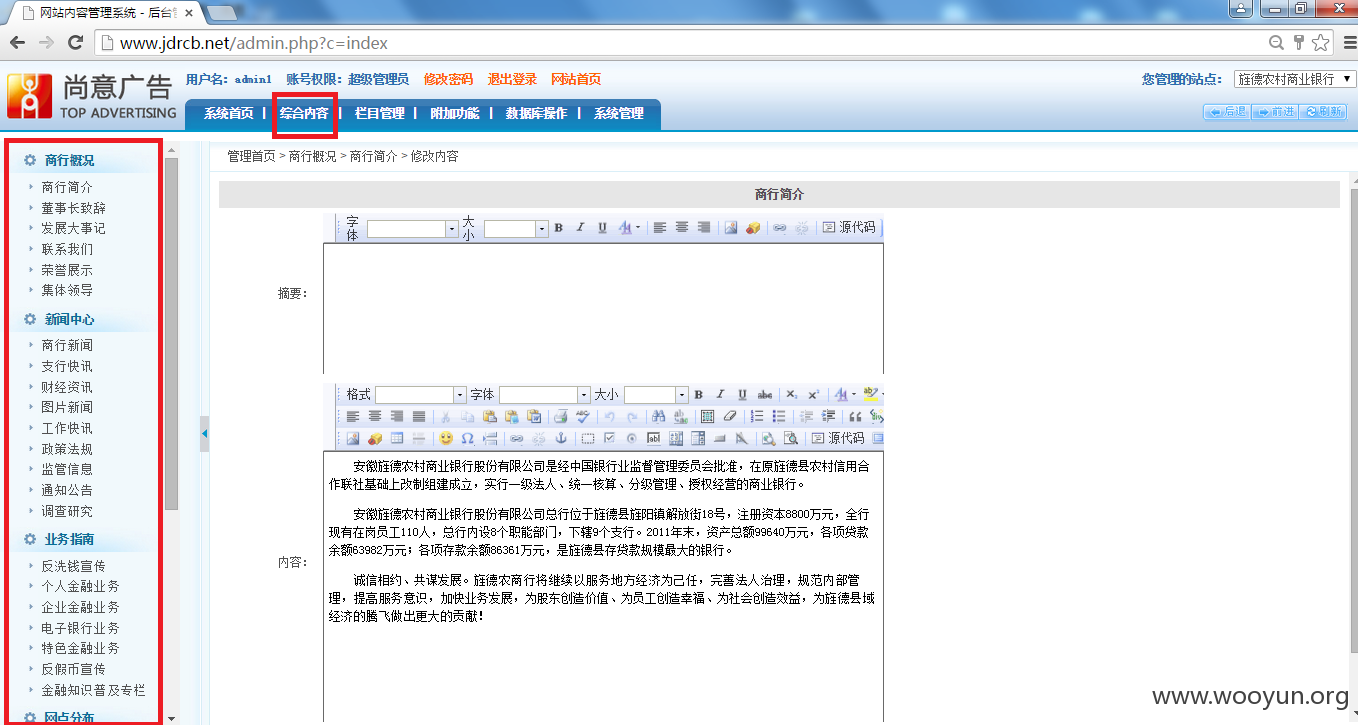 网站内容管理系统 - 后台
www.jdrcb.net/admin.php?c=index
尚意广告
TOP ADVERTISING
用户名：admin1 账号权限：超级管理员 修改密码 退出登录 网站首页
您管理的站点： 旌德农村商业银行
系统首页 | 综合内容 | 栏目管理 | 附加功能 | 数据库操作 | 系统管理
后退 前进 刷新
商行概况
商行简介
董事长致辞
发展大事记
联系我们
荣誉展示
集体领导
新闻中心
商行新闻
支行快讯
财经资讯
图片新闻
工作快讯
政策法规
监管信息
通知公告
调查研究
业务指南
反洗钱宣传
个人金融业务
企业金融业务
电子银行业务
特色金融业务
反假币宣传
金融知识普及专栏
网点分布
管理首页 > 商行概况 > 商行简介 > 修改内容
商行简介
字体 大小 B I U 源代码
摘要：
格式 字体 大小 B I U abc
源代码
内容：
安徽旌德农村商业银行股份有限公司是经中国银行业监督管理委员会批准，在原旌德县农村信用合
作联社基础上改制组建成立，实行一级法人、统一核算、分级管理、授权经营的商业银行。
安徽旌德农村商业银行股份有限公司总行位于旌德县旌阳镇解放街18号，注册资本8800万元，全行
现有在岗员工110人，总行内设8个职能部门，下辖9个支行。2011年末，资产总额99640万元，各项贷款
余额63982万元；各项存款余额86361万元，是旌德县存贷款规模最大的银行。
诚信相约、共谋发展。旌德农商行将继续以服务地方经济为己任，完善法人治理，规范内部管
理，提高服务意识，加快业务发展，为股东创造价值、为员工创造幸福、为社会创造效益，为旌德县域
经济的腾飞做出更大的贡献！
www.wooyun.org